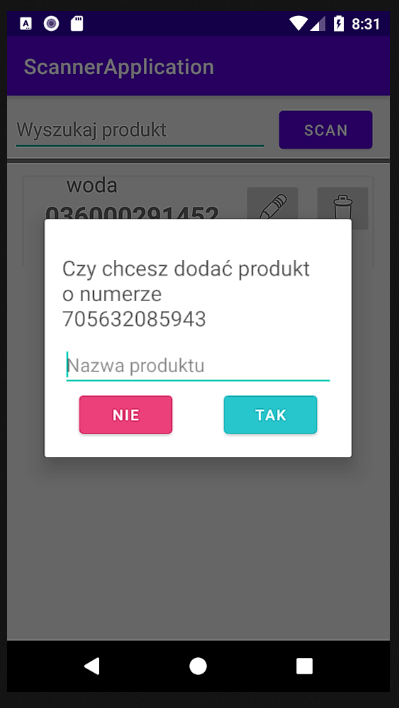 8:31
ScannerApplication
Wyszukaj produkt
SCAN
woda
036000291452
Czy chcesz dodać produkt
o numerze
705632085943
Nazwa produktu
NIE
TAK